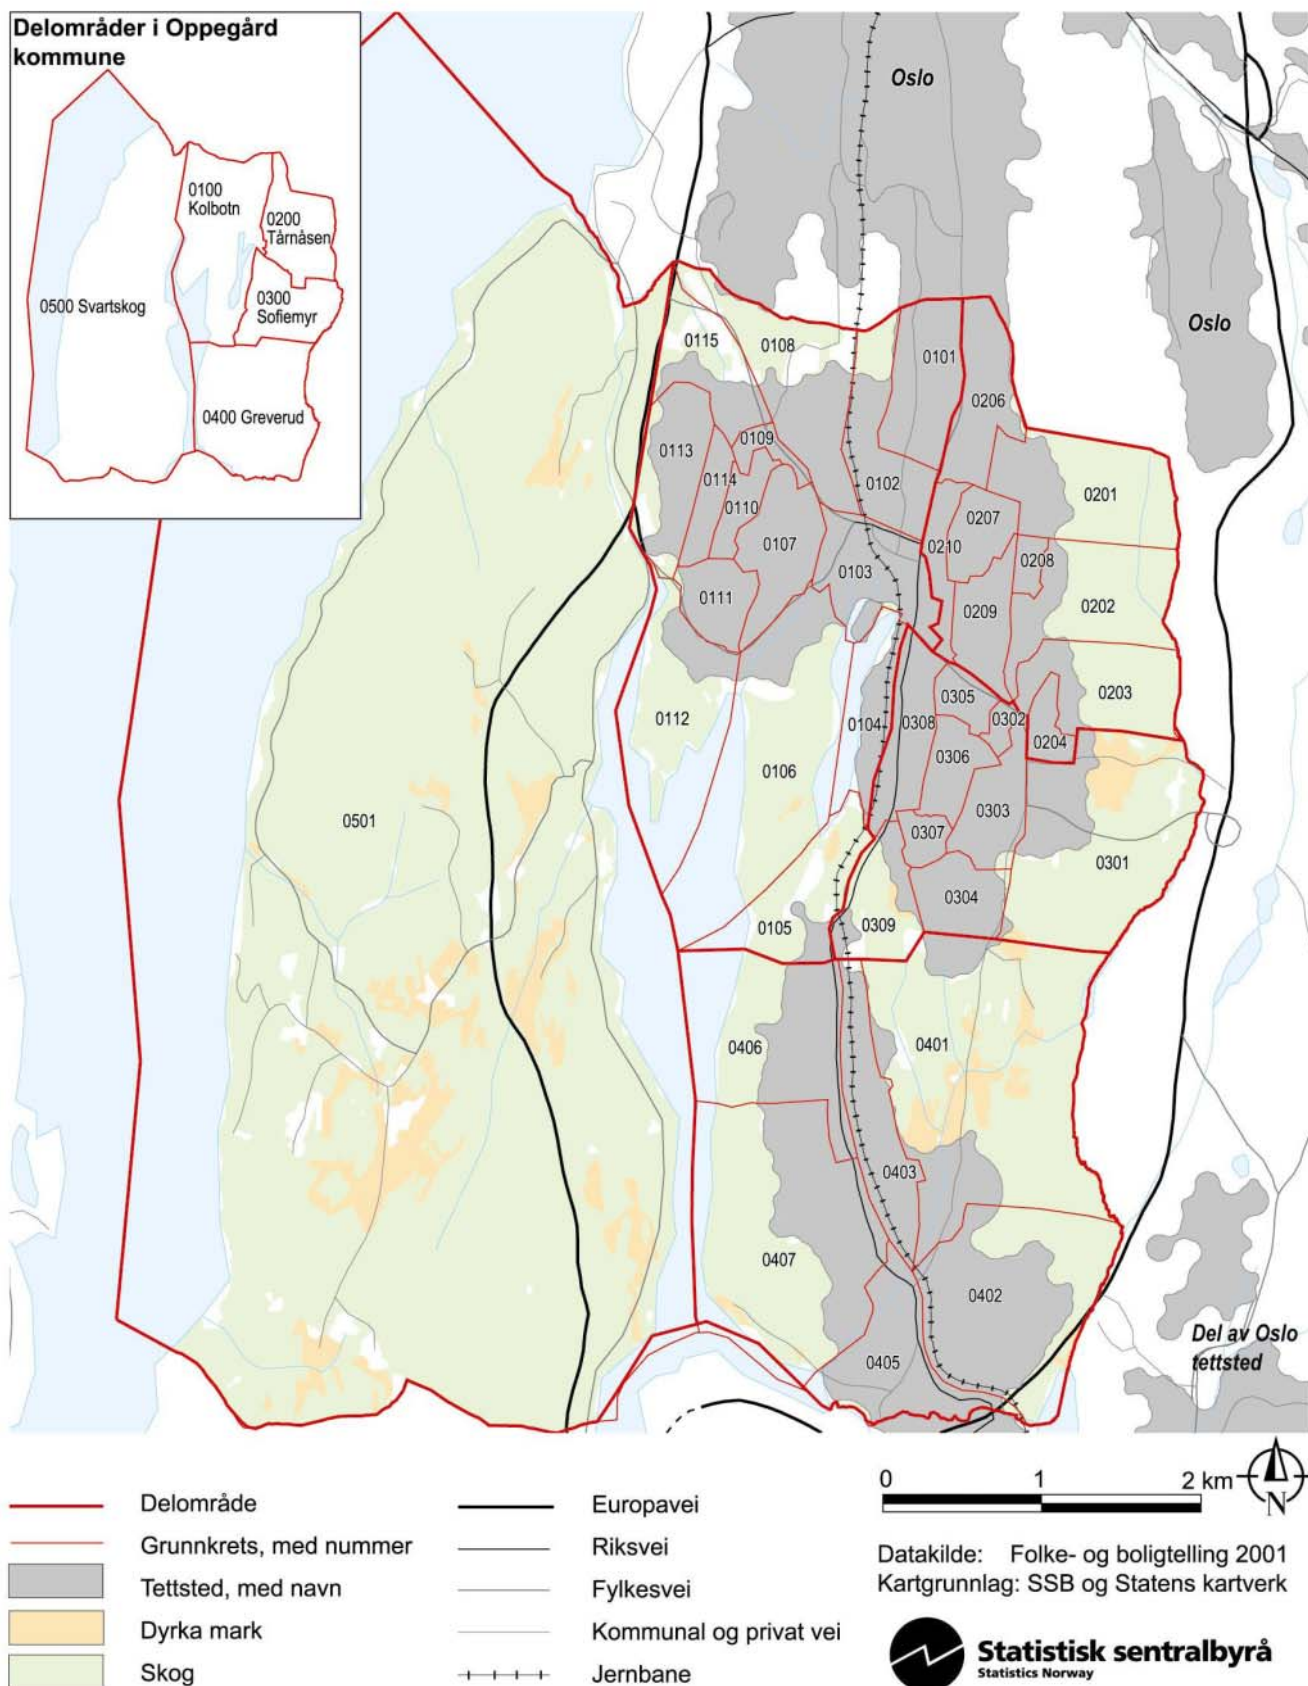 Delområder i Oppegård
kommune
0100
Kolbotn
0200
Tårnåsen
0300
Sofiemyr
0500 Svartskog
0400 Greverud
Oslo
Oslo
0115
0108
0101
0206
0109
0113
0114
0102
0201
0110
0207
0107
0210
0208
0103
0111
0209
0202
0203
0305
0112
0104
0308
0302
0204
0306
0106
0501
0303
0307
0301
0304
0105
0309
0401
0406
0403
0407
0402
0405
Del av Oslo
tettsted
Delområde
Grunnkrets, med nummer
Tettsted, med navn
Dyrka mark
Skog
Europavei
Riksvei
Fylkesvei
Kommunal og privat vei
Jernbane
0 1 2 km
N
Datakilde: Folke- og boligtelling 2001
Kartgrunnlag: SSB og Statens kartverk
Statistisk sentralbyrå
Statistics Norway